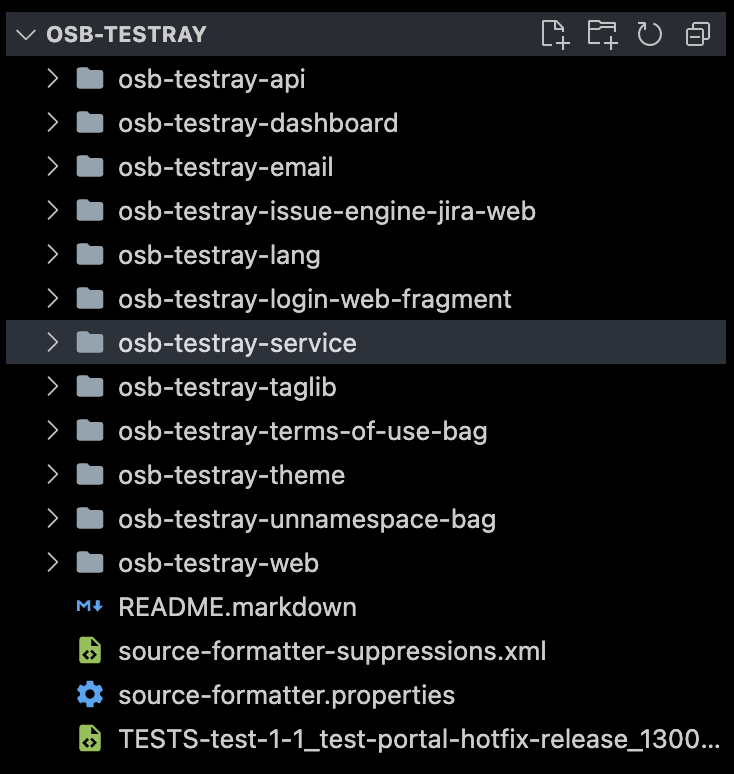 OSB-TESTRAY
osb-testray-api
osb-testray-dashboard
osb-testray-email
osb-testray-issue-engine-jira-web
osb-testray-lang
osb-testray-login-web-fragment
osb-testray-service
osb-testray-taglib
osb-testray-terms-of-use-bag
osb-testray-theme
osb-testray-unnamespace-bag
osb-testray-web
README.markdown
source-formatter-suppressions.xml
source-formatter.properties
TESTS-test-1-1_test-portal-hotfix-release_1300...